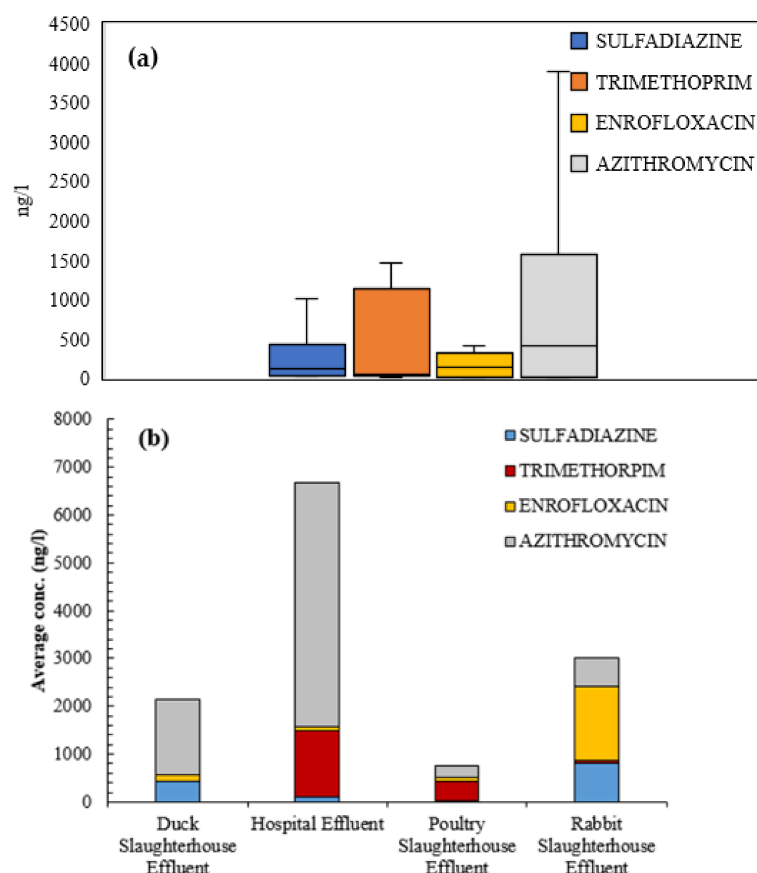 4500
(a)
SULFADIAZINE
4000
TRIMETHOPRIM
3500
ENROFLOXACIN
3000
AZITHROMYCIN
2500
ng/l
2000
1500
1000
500
0
8000
(b)
SULFADIAZINE
7000
TRIMETHORPIM
6000
ENROFLOXACIN
AZITHROMYCIN
5000
Average conc. (ng/l)
4000
3000
2000
1000
0
Duck
Slaughterhouse
Effluent
Hospital Effluent
Poultry
Slaughterhouse
Effluent
Rabbit
Slaughterhouse
Effluent